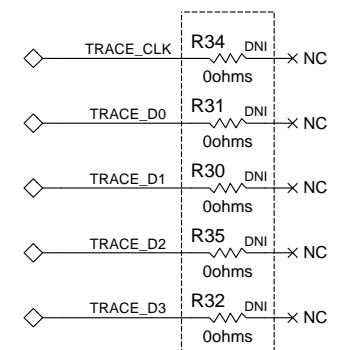 TRACE_CLK R34 DNI NC
0ohms
TRACE_D0 R31 DNI NC
0ohms
TRACE_D1 R30 DNI NC
0ohms
TRACE_D2 R35 DNI NC
0ohms
TRACE_D3 R32 DNI NC
0ohms